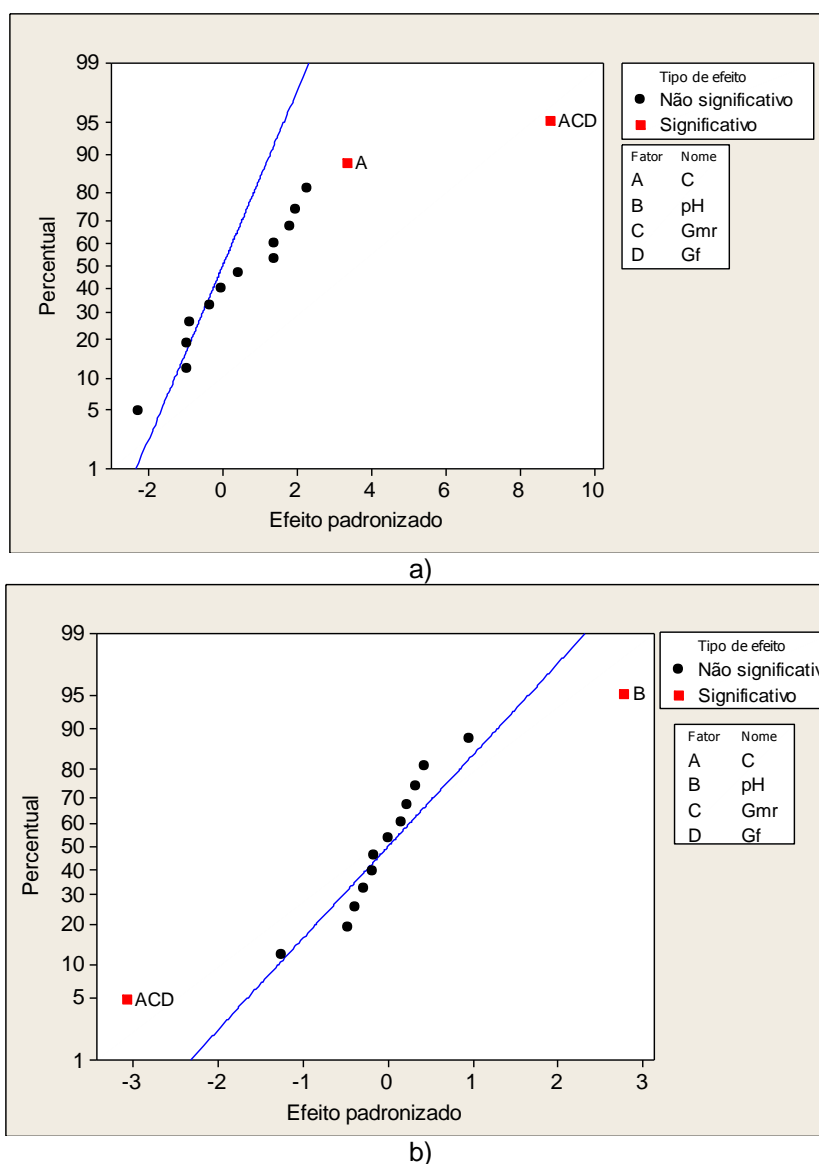 99
95
90
80
70
60
50
40
30
20
10
5
1
Percentual
-2 0 2 4 6 8 10
Efeito padronizado
ACD
A
Tipo de efeito
Não significativo
Significativo
Fator Nome
A C
B pH
C Gmr
D Gf
a)
99
95
90
80
70
60
50
40
30
20
10
5
1
Percentual
-3 -2 -1 0 1 2 3
Efeito padronizado
B
ACD
Tipo de efeito
Não significativ
Significativo
Fator Nome
A C
B pH
C Gmr
D Gf
b)